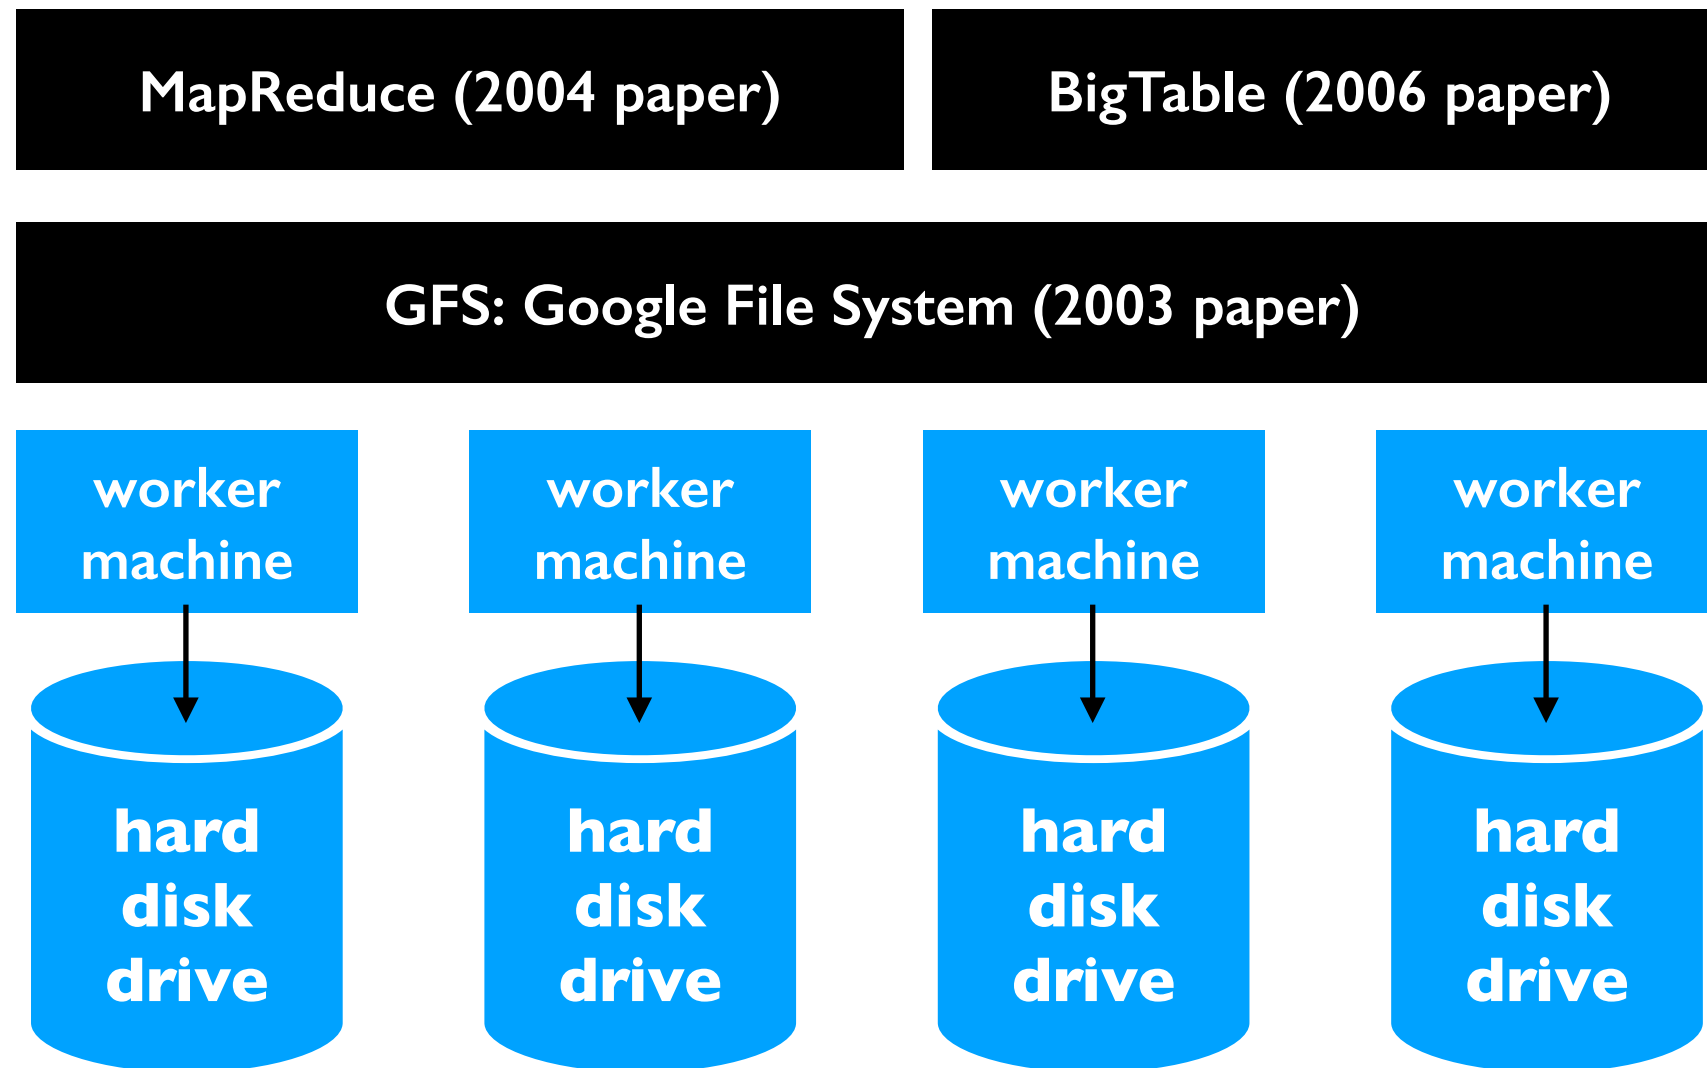 MapReduce (2004 paper)
BigTable (2006 paper)
GFS: Google File System (2003 paper)
worker
machine
worker
machine
worker
machine
worker
machine
hard
disk
drive
hard
disk
drive
hard
disk
drive
hard
disk
drive